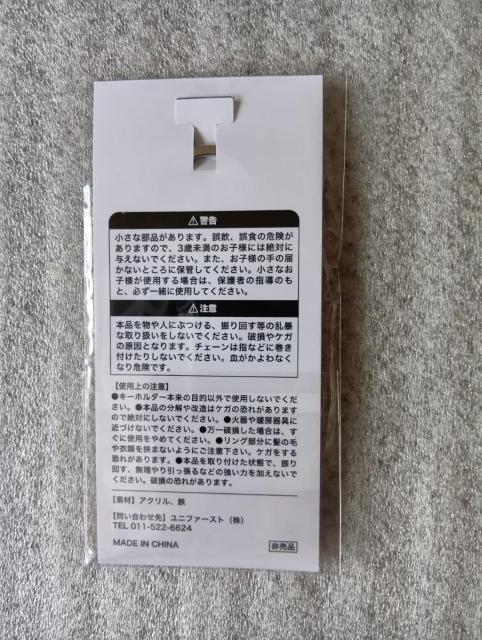 ⚠警告
小さな部品があります。誤飲、誤食の危険が
ありますので、3歳未満のお子様には絶対に
与えないでください。また、お子様の手の届
かないところに保管してください。小さなお
子様が使用する場合は、保護者の指導のも
と、必ず一緒に使用してください。
⚠注意
本品を物や人にぶつける、振り回す等の乱暴
な取り扱いをしないでください。破損やケガ
の原因となります。チェーンは指などに巻き
付けたりしないでください。血がかよわなく
なり危険です。
【使用上の注意】
●キーホルダー本来の目的以外で使用しないでくだ
さい。●本品の分解や改造はケガの恐れがあります
ので絶対にしないでください。●火器や暖房器具に
近づけないでください。●万一破損した場合は、す
ぐに使用をやめてください。●リング部分に髪の毛
や衣服を挟まないようにご注意下さい。ケガをする
恐れがあります。●本品を取り付けた状態で、振り
回す、無理やり引っ張るなどの強い力を加えないで
ください。破損の恐れがあります。
【素材】アクリル、鉄
【問い合わせ先】ユニファースト（株）
TEL 011-522-6624
MADE IN CHINA
非売品